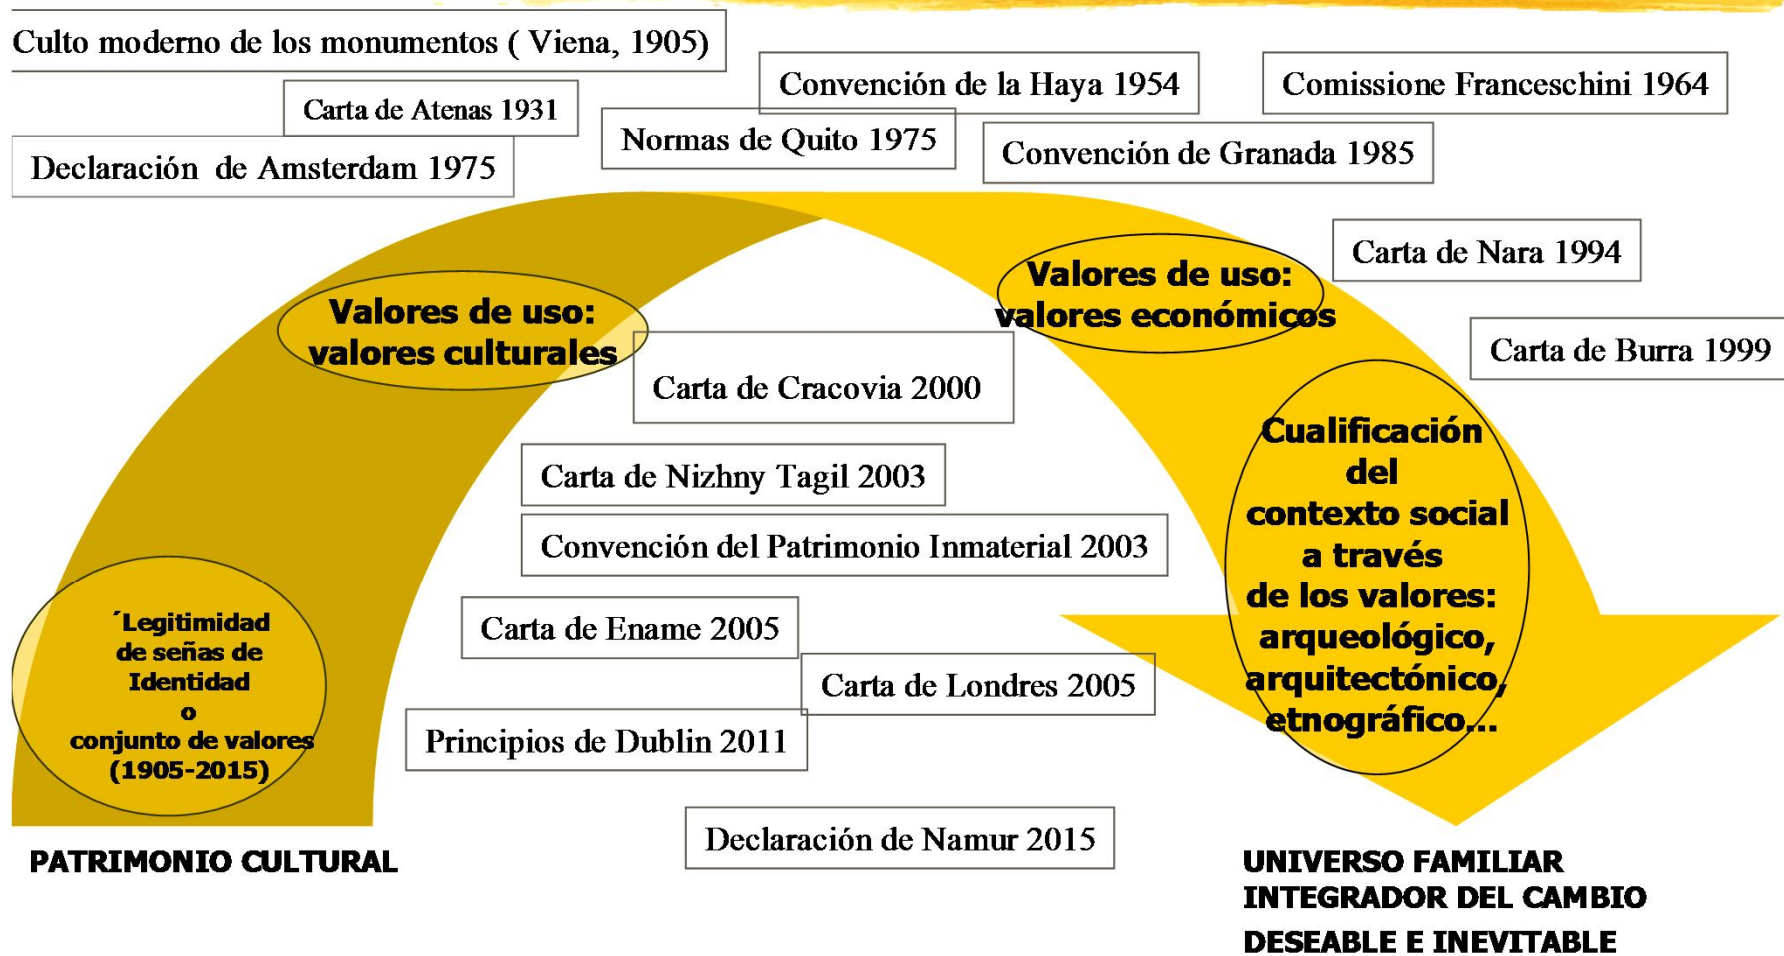 Culto moderno de los monumentos ( Viena, 1905)
Convención de la Haya 1954
Comissione Franceschini 1964
Carta de Atenas 1931
Normas de Quito 1975
Declaración  de Amsterdam 1975
Convención de Granada 1985
Carta de Nara 1994
Valores de uso:
valores culturales
Valores de uso:
valores económicos
Carta de Burra 1999
Carta de Cracovia 2000
Cualificación
del
contexto social
a través
de los valores:
arqueológico,
arquitectónico,
etnográfico...
Carta de Nizhny Tagil 2003
Convención del Patrimonio Inmaterial 2003
Carta de Ename 2005
Carta de Londres 2005
Principios de Dublin 2011
Declaración de Namur 2015
´Legitimidad
de señas de
Identidad
o
conjunto de valores
(1905-2015)
PATRIMONIO CULTURAL
UNIVERSO FAMILIAR
INTEGRADOR DEL CAMBIO
DESEABLE E INEVITABLE